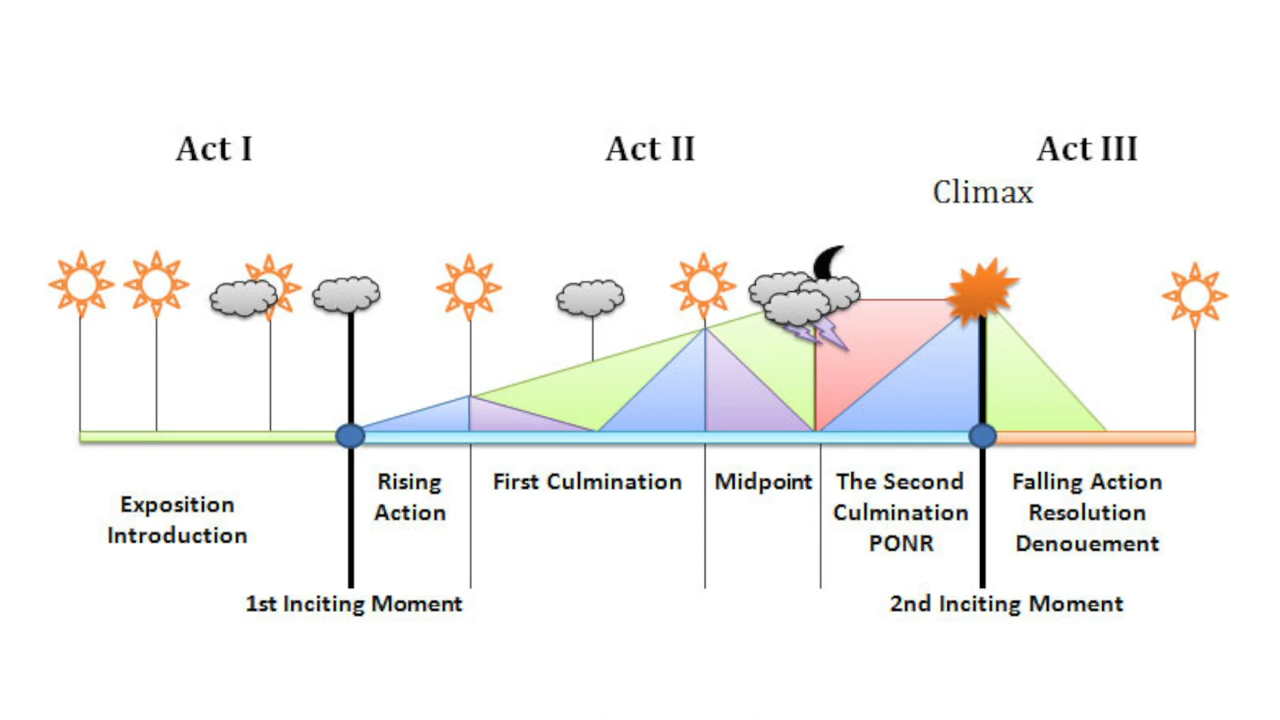 Act I
Act II
Act III
Climax
Exposition
Introduction
Rising
Action
First Culmination
Midpoint
The Second
Culmination
PONR
Falling Action
Resolution
Denouement
1st Inciting Moment
2nd Inciting Moment